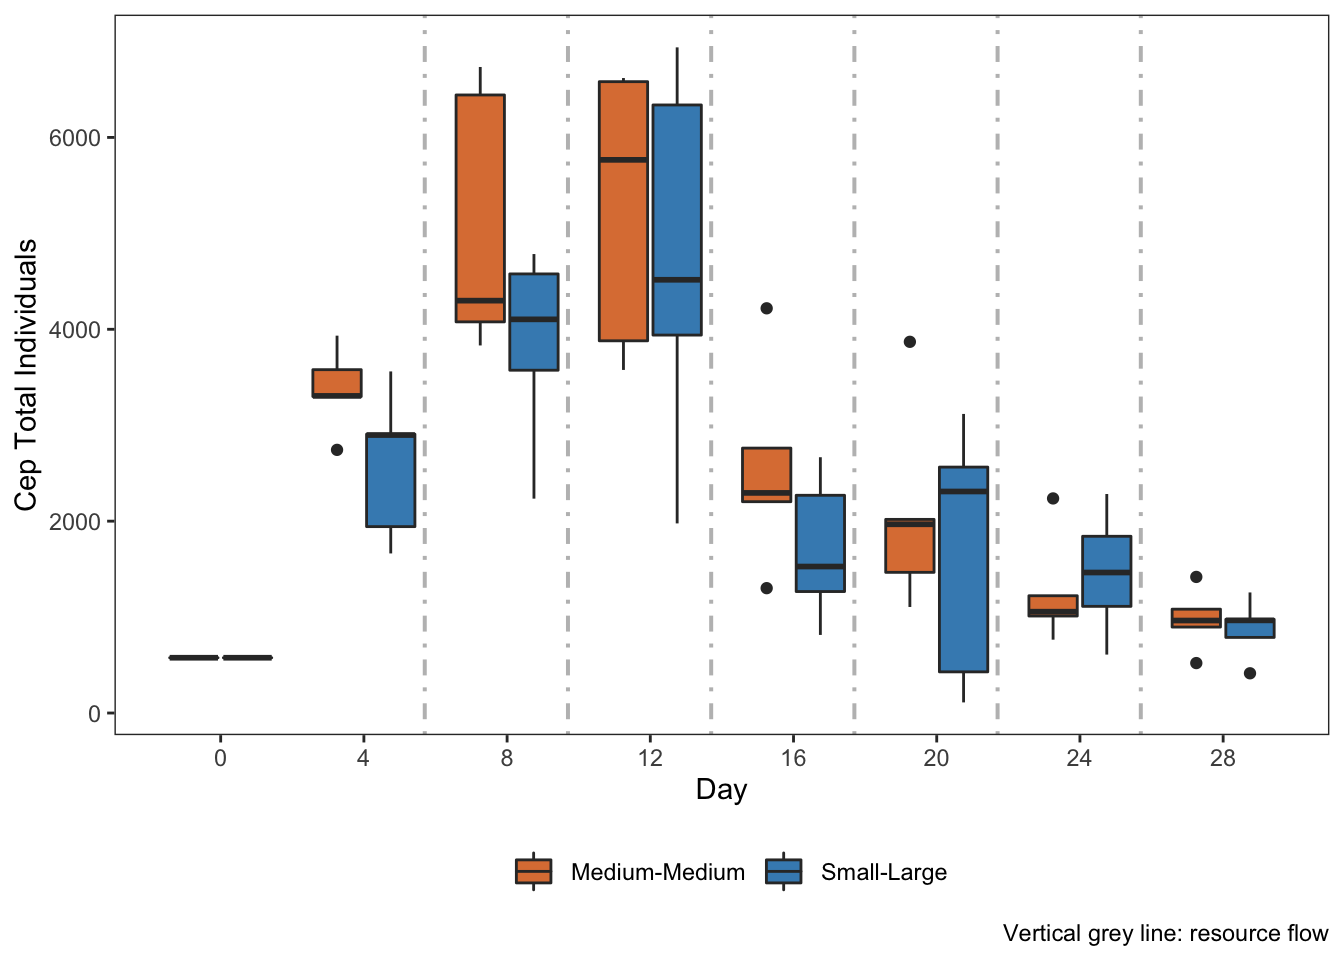 Cep Total Individuals
6000
4000
2000
0
0 4 8 12 16 20 24 28
Day
Medium-Medium Small-Large
Vertical grey line: resource flow